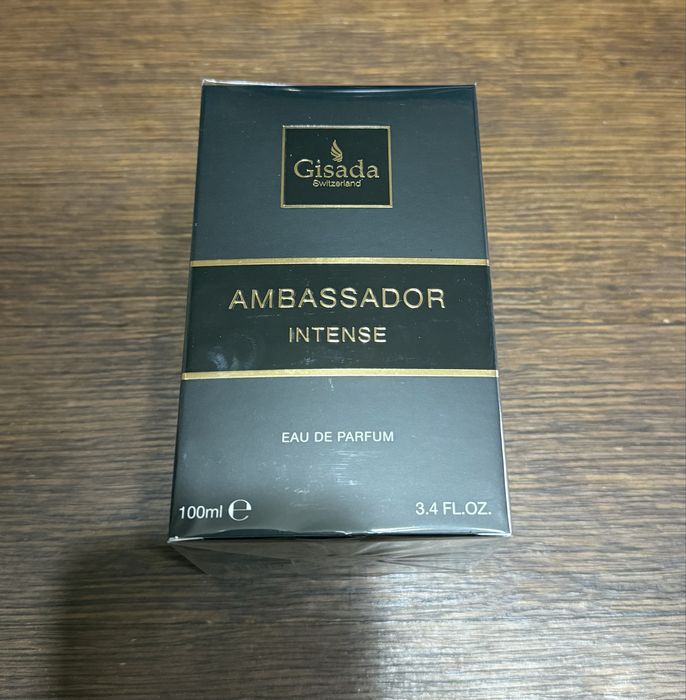 Gisada
Switzerland
AMBASSADOR
INTENSE
EAU DE PARFUM
100ml ℮
3.4 FL.OZ.